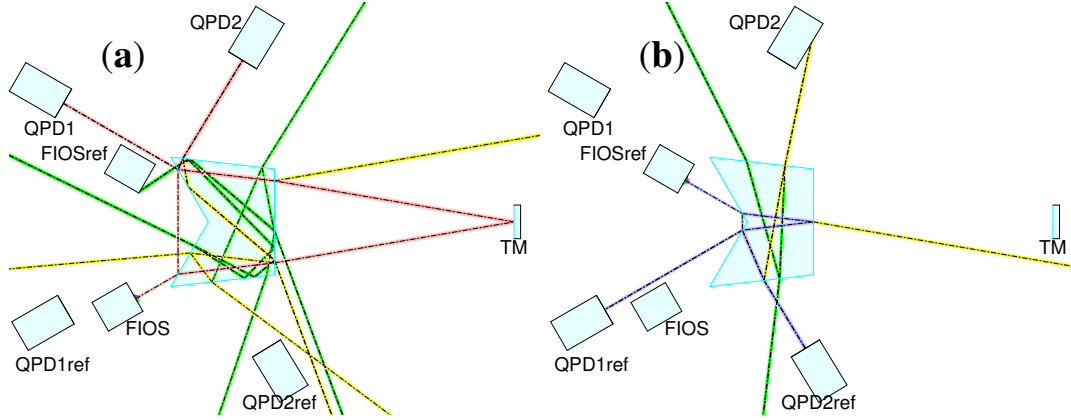 QPD2
(a)
QPD1
FIOSref
TM
FIOS
QPD1ref
QPD2ref
QPD2
(b)
QPD1
FIOSref
TM
FIOS
QPD1ref
QPD2ref